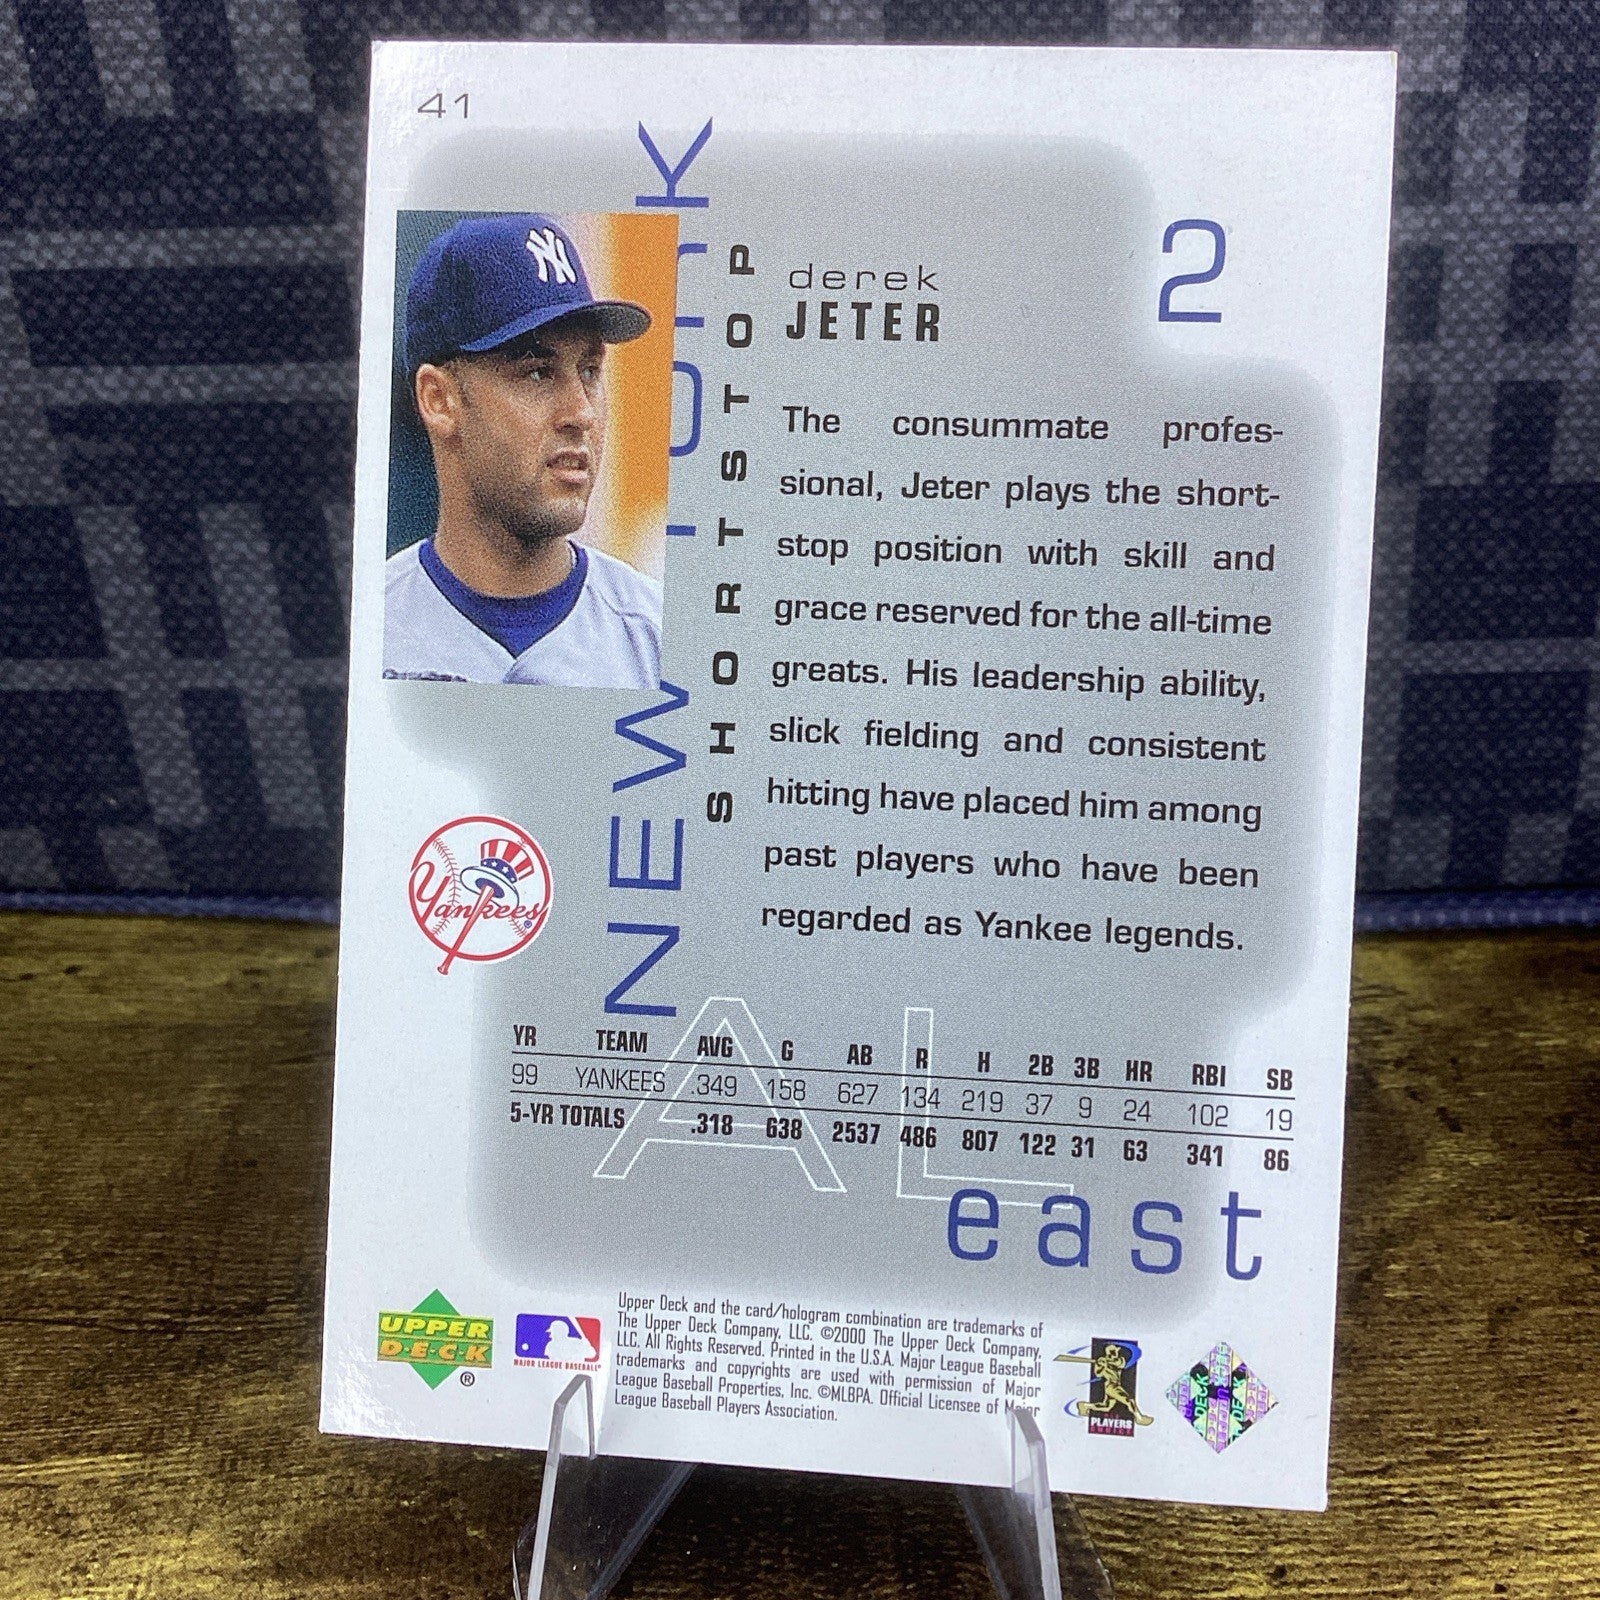 41
NEW YORK
SHORTSTOP
derek
JETER
2
The consummate profes-
sional, Jeter plays the short-
stop position with skill and
grace reserved for the all-time
greats. His leadership ability,
slick fielding and consistent
hitting have placed him among
past players who have been
regarded as Yankee legends.
Yankees®
AL
YR TEAM AVG G AB R H 2B 3B HR RBI SB
99 YANKEES .349 158 627 134 219 37 9 24 102 19
5-YR TOTALS .318 638 2537 486 807 122 31 63 341 86
east
UPPER
D·E·C·K
®
MAJOR LEAGUE BASEBALL
Upper Deck and the card/hologram combination are trademarks of
The Upper Deck Company, LLC. ©2000 The Upper Deck Company,
LLC. All Rights Reserved. Printed in the U.S.A. Major League Baseball
trademarks and copyrights are used with permission of Major
League Baseball Properties, Inc. ©MLBPA. Official Licensee of Major
League Baseball Players Association.
PLAYERS
CHOICE
UPPER DECK